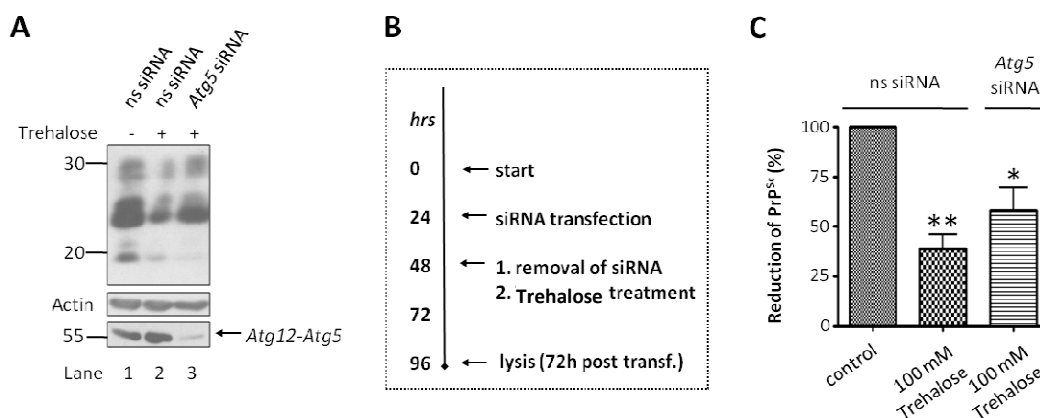 A
ns siRNA
ns siRNA
Atg5 siRNA
Trehalose - + +
30
20
Actin
55
Atg12-Atg5
Lane 1 2 3
B
hrs
0 start
24 siRNA transfection
48 1. removal of siRNA
2. Trehalose treatment
72
96 lysis (72h post transf.)
C
ns siRNA
Atg5
siRNA
Reduction of PrPSc (%)
100
75
50
25
0
**
*
control
100 mM
Trehalose
100 mM
Trehalose